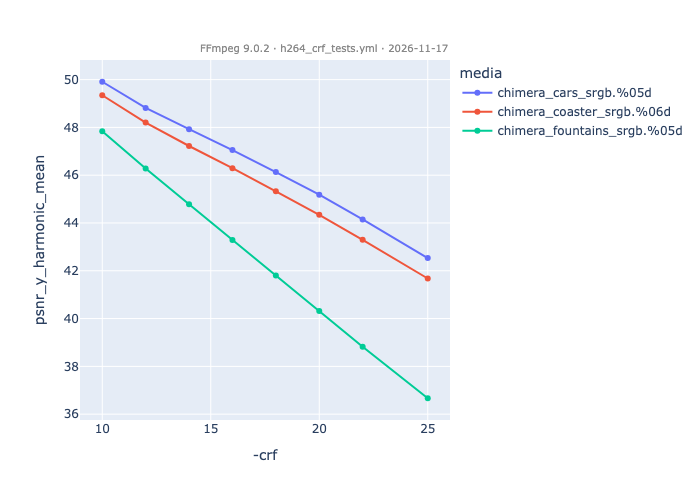 FFmpeg 9.0.2 · h264_crf_tests.yml · 2026-11-17
media
chimera_cars_srgb.%05d
chimera_coaster_srgb.%06d
chimera_fountains_srgb.%05d
psnr_y_harmonic_mean
50
48
46
44
42
40
38
36
10 15 20 25
-crf